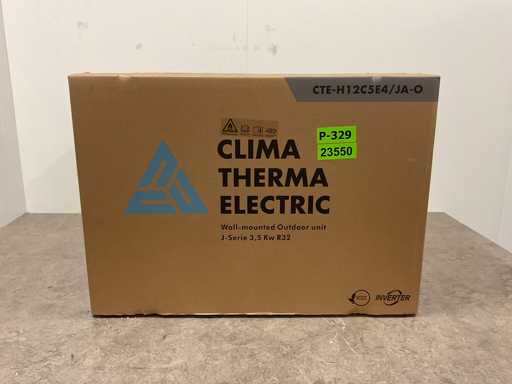 CTE-H12C5E4/JA-O
P-329
23550
CLIMA
THERMA
ELECTRIC
Wall-mounted Outdoor unit
J-Serie 3,5 Kw R32
INVERTER